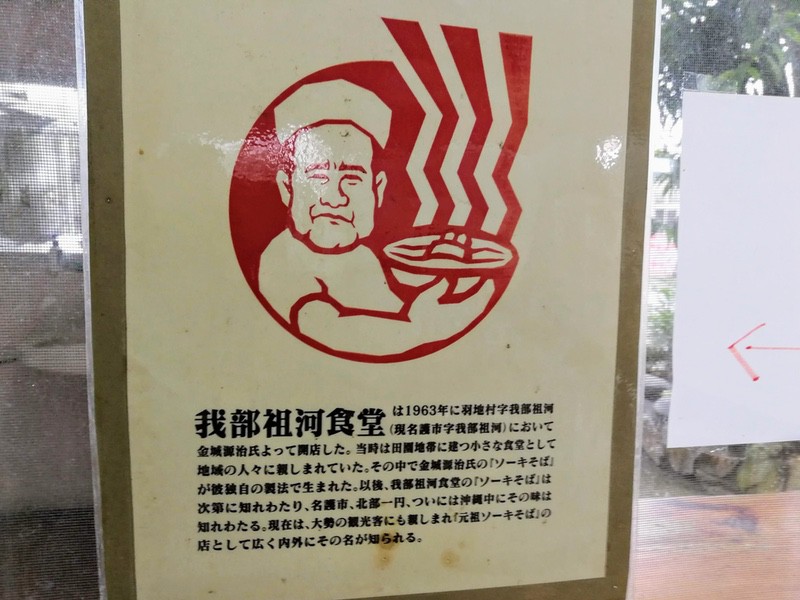 我部祖河食堂は1963年に羽地村字我部祖河
(現名護市字我部祖河)において
金城源治氏よって開店した。当時は田園地帯に建つ小さな食堂として
地域の人々に親しまれていた。その中で金城源治氏の『ソーキそば』
が彼独自の製法で生まれた。以後、我部祖河食堂の『ソーキそば』は
次第に知れわたり、名護市、北部一円、ついには沖縄中にその味は
知れわたる。現在は、大勢の観光客にも親しまれ『元祖ソーキそば』の
店として広く内外にその名が知られる。